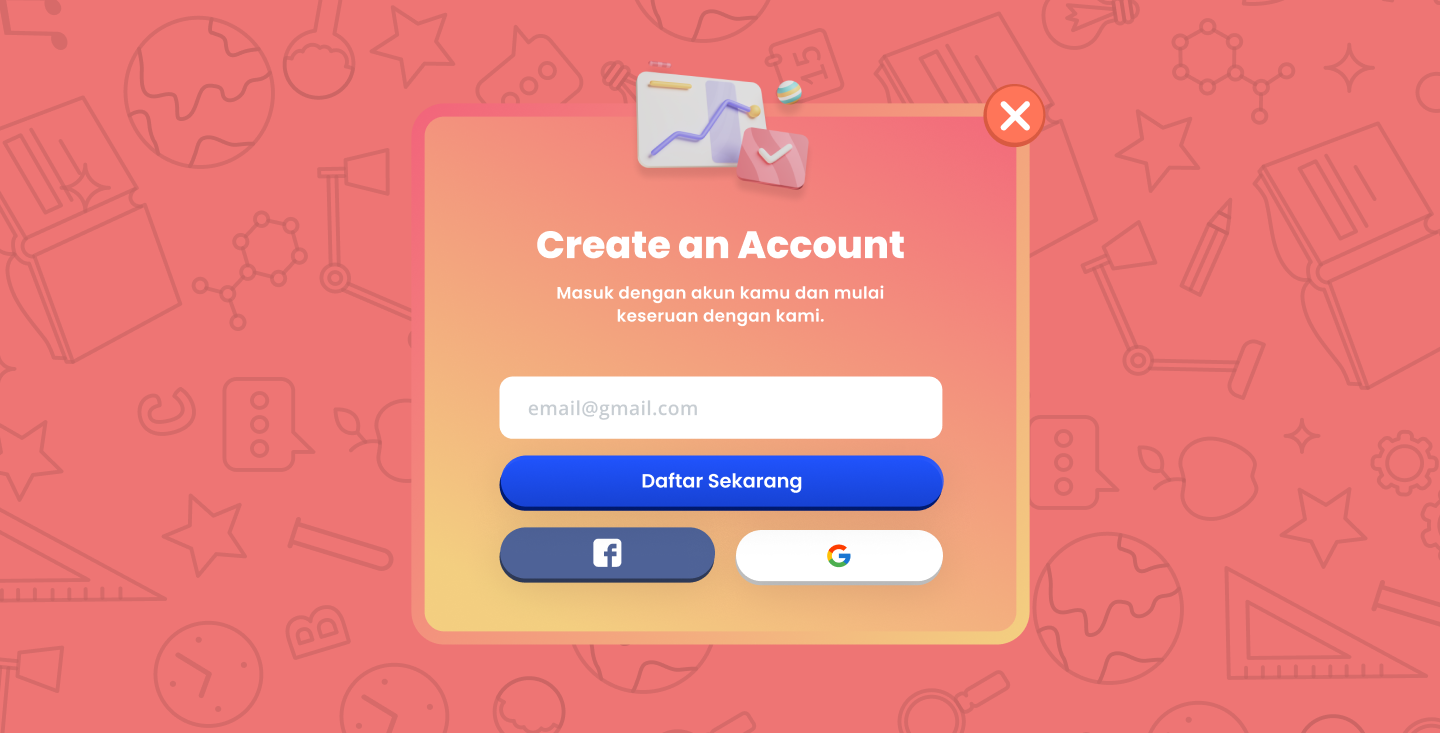 Create an Account
Masuk dengan akun kamu dan mulai
keseruan dengan kami.
email@gmail.com
Daftar Sekarang